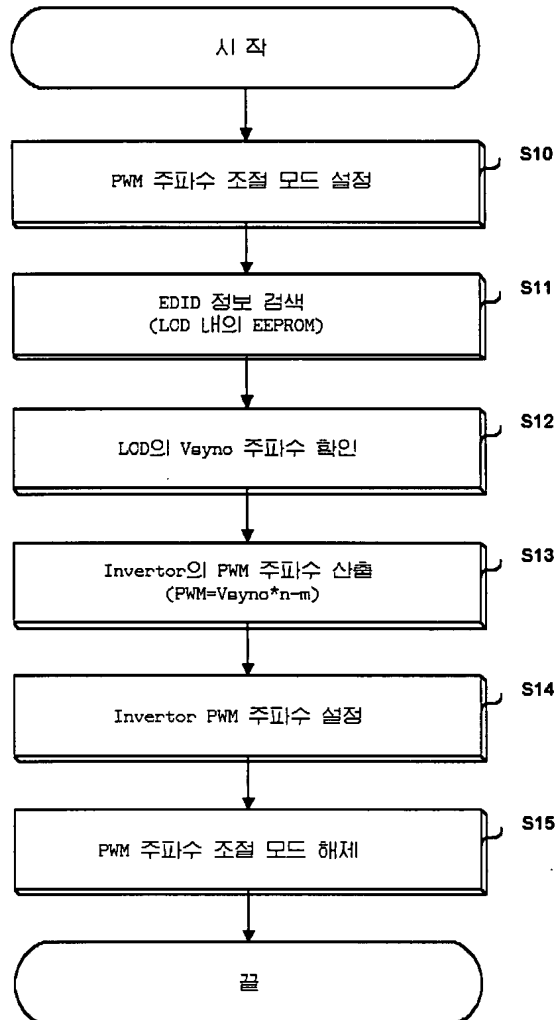 시 작
S10
PWM 주파수 조절 모드 설정
S11
EDID 정보 검색
(LCD 내의 EEPROM)
S12
LCD의 Vsync 주파수 확인
S13
Invertor의 PWM 주파수 산출
(PWM=Vsync*n-m)
S14
Invertor PWM 주파수 설정
S15
PWM 주파수 조절 모드 해제
끝